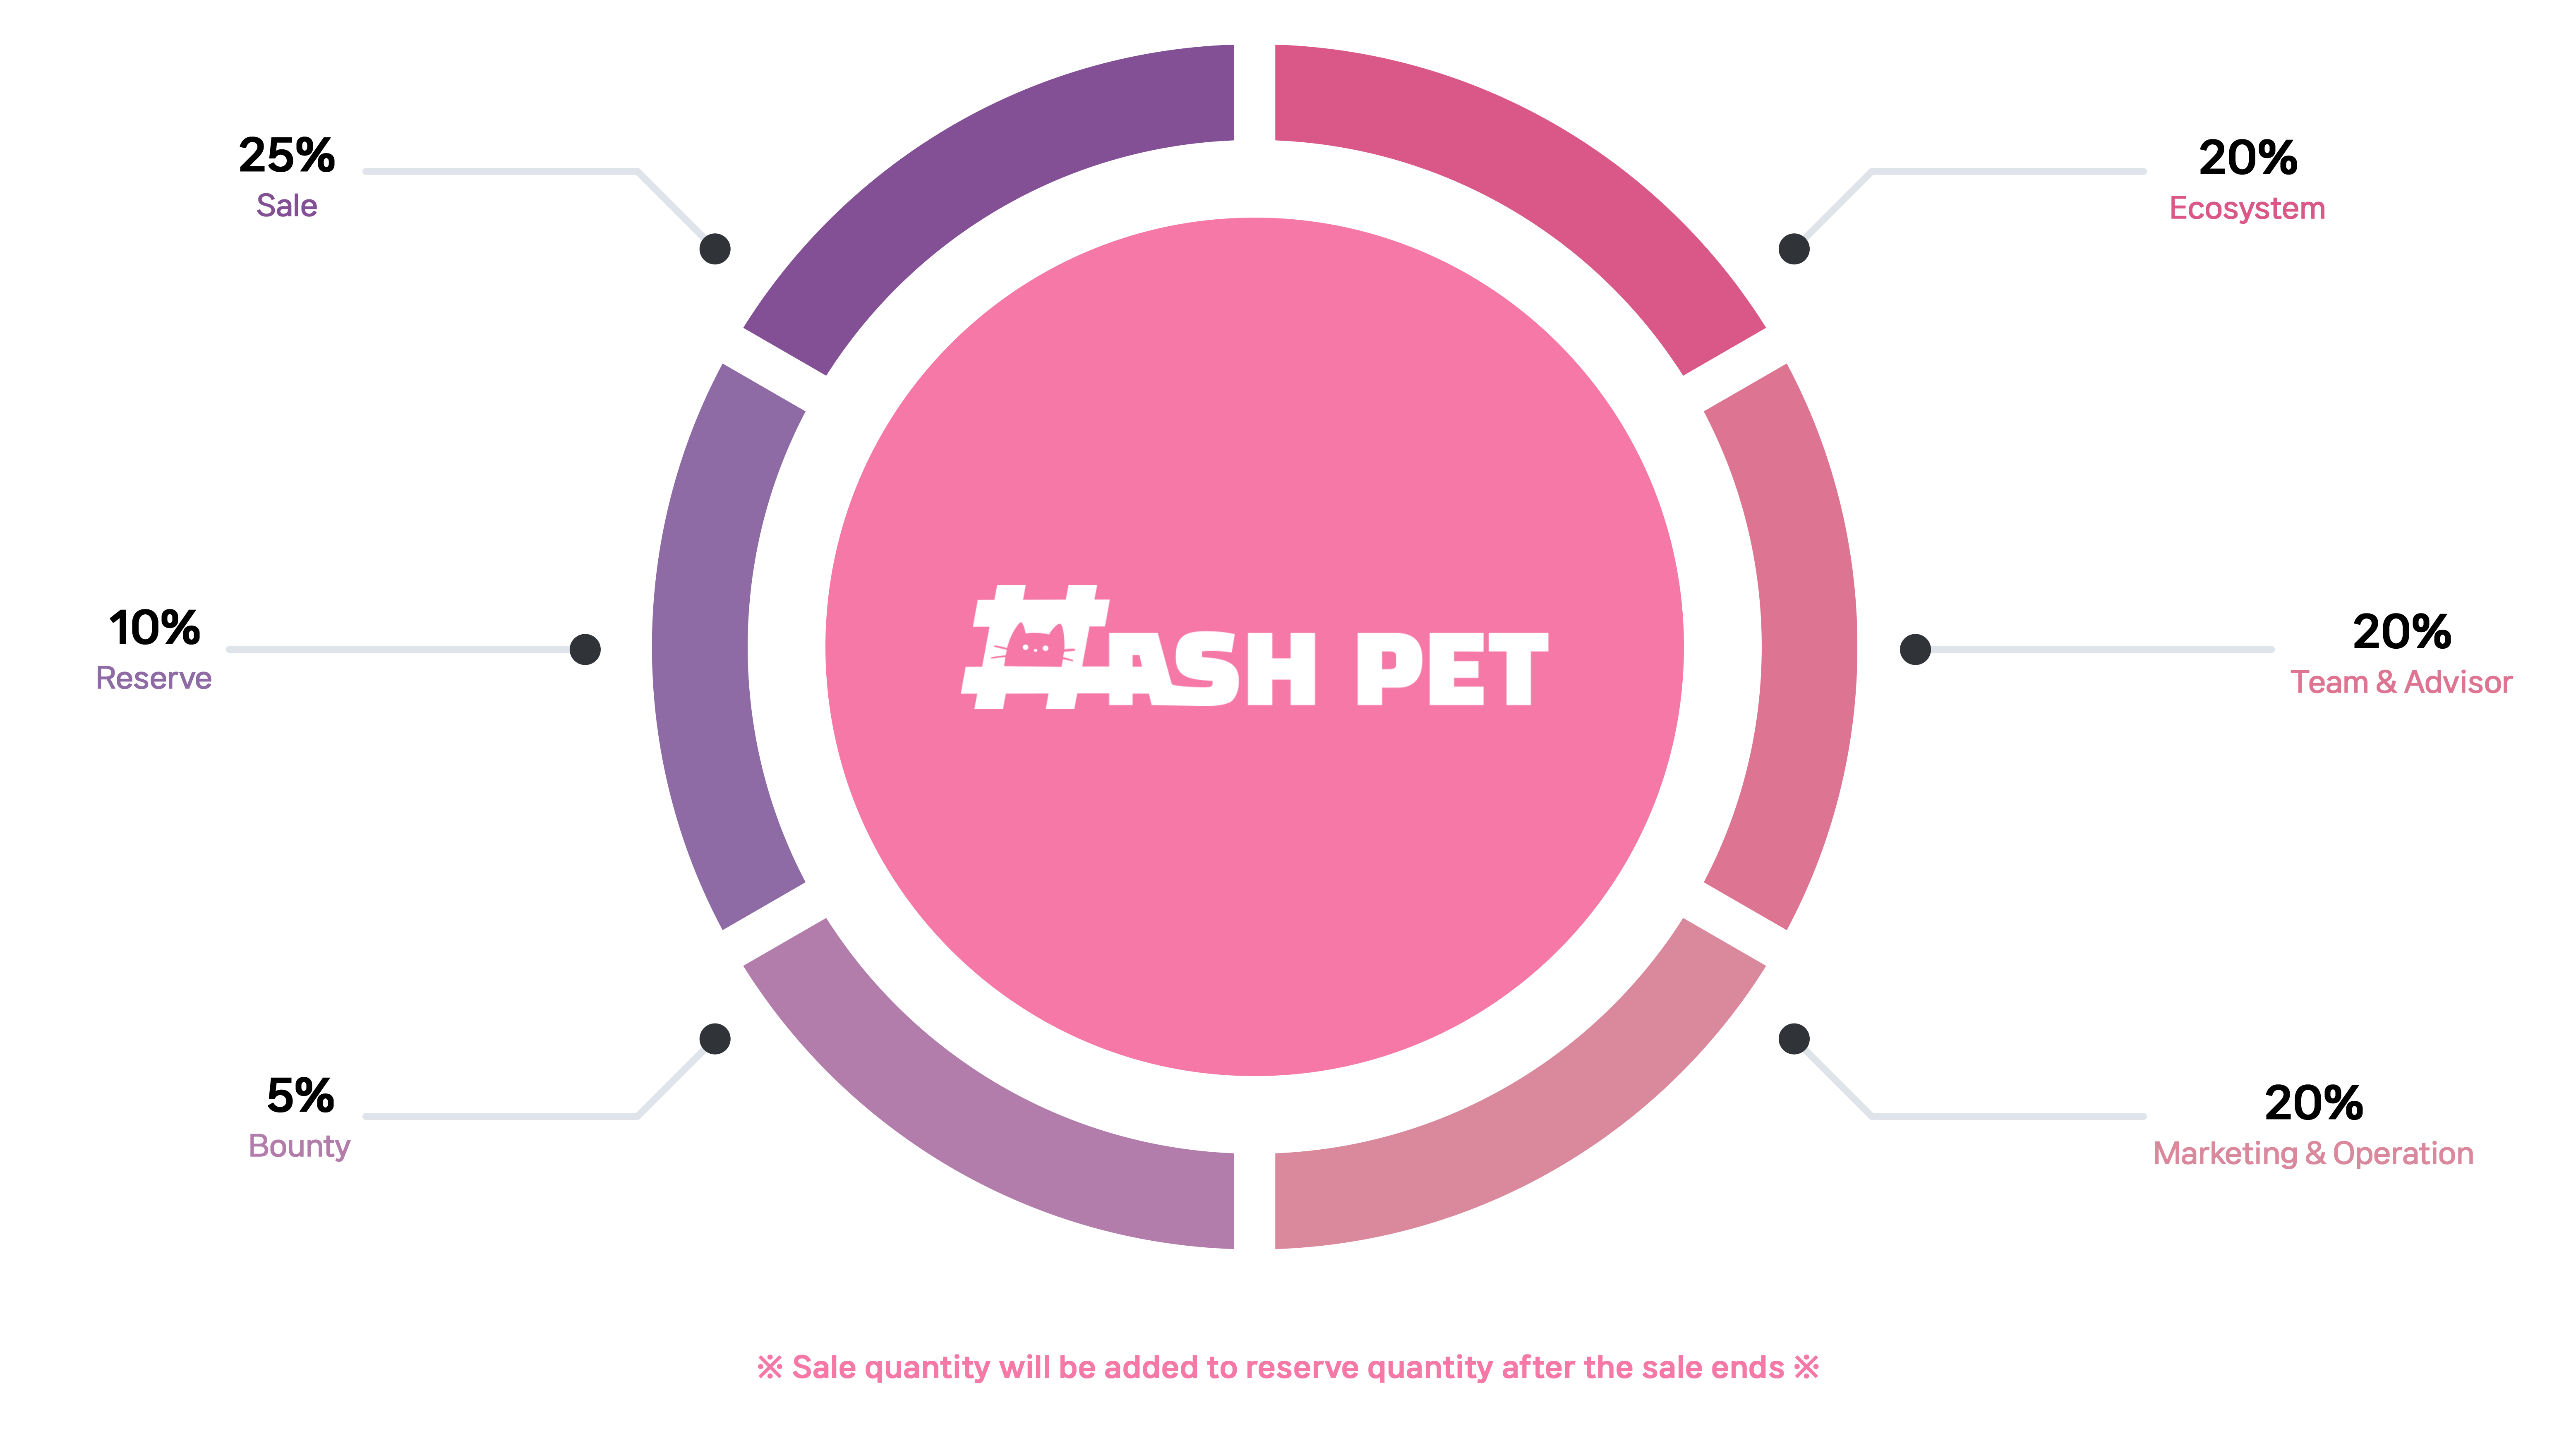 25%
Sale
20%
Ecosystem
10%
Reserve
#ASH PET
20%
Team & Advisor
5%
Bounty
20%
Marketing & Operation
※ Sale quantity will be added to reserve quantity after the sale ends ※